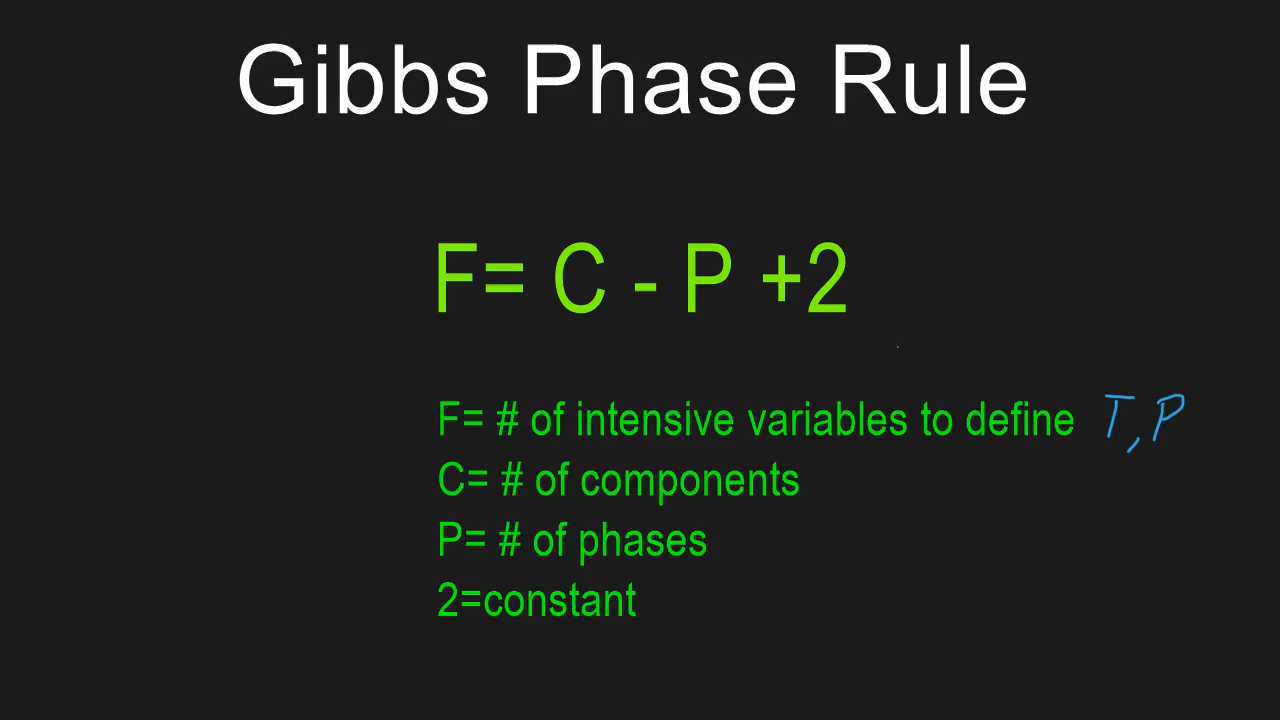 Gibbs Phase Rule
F= C - P +2
F= # of intensive variables to define T, P
C= # of components
P= # of phases
2=constant